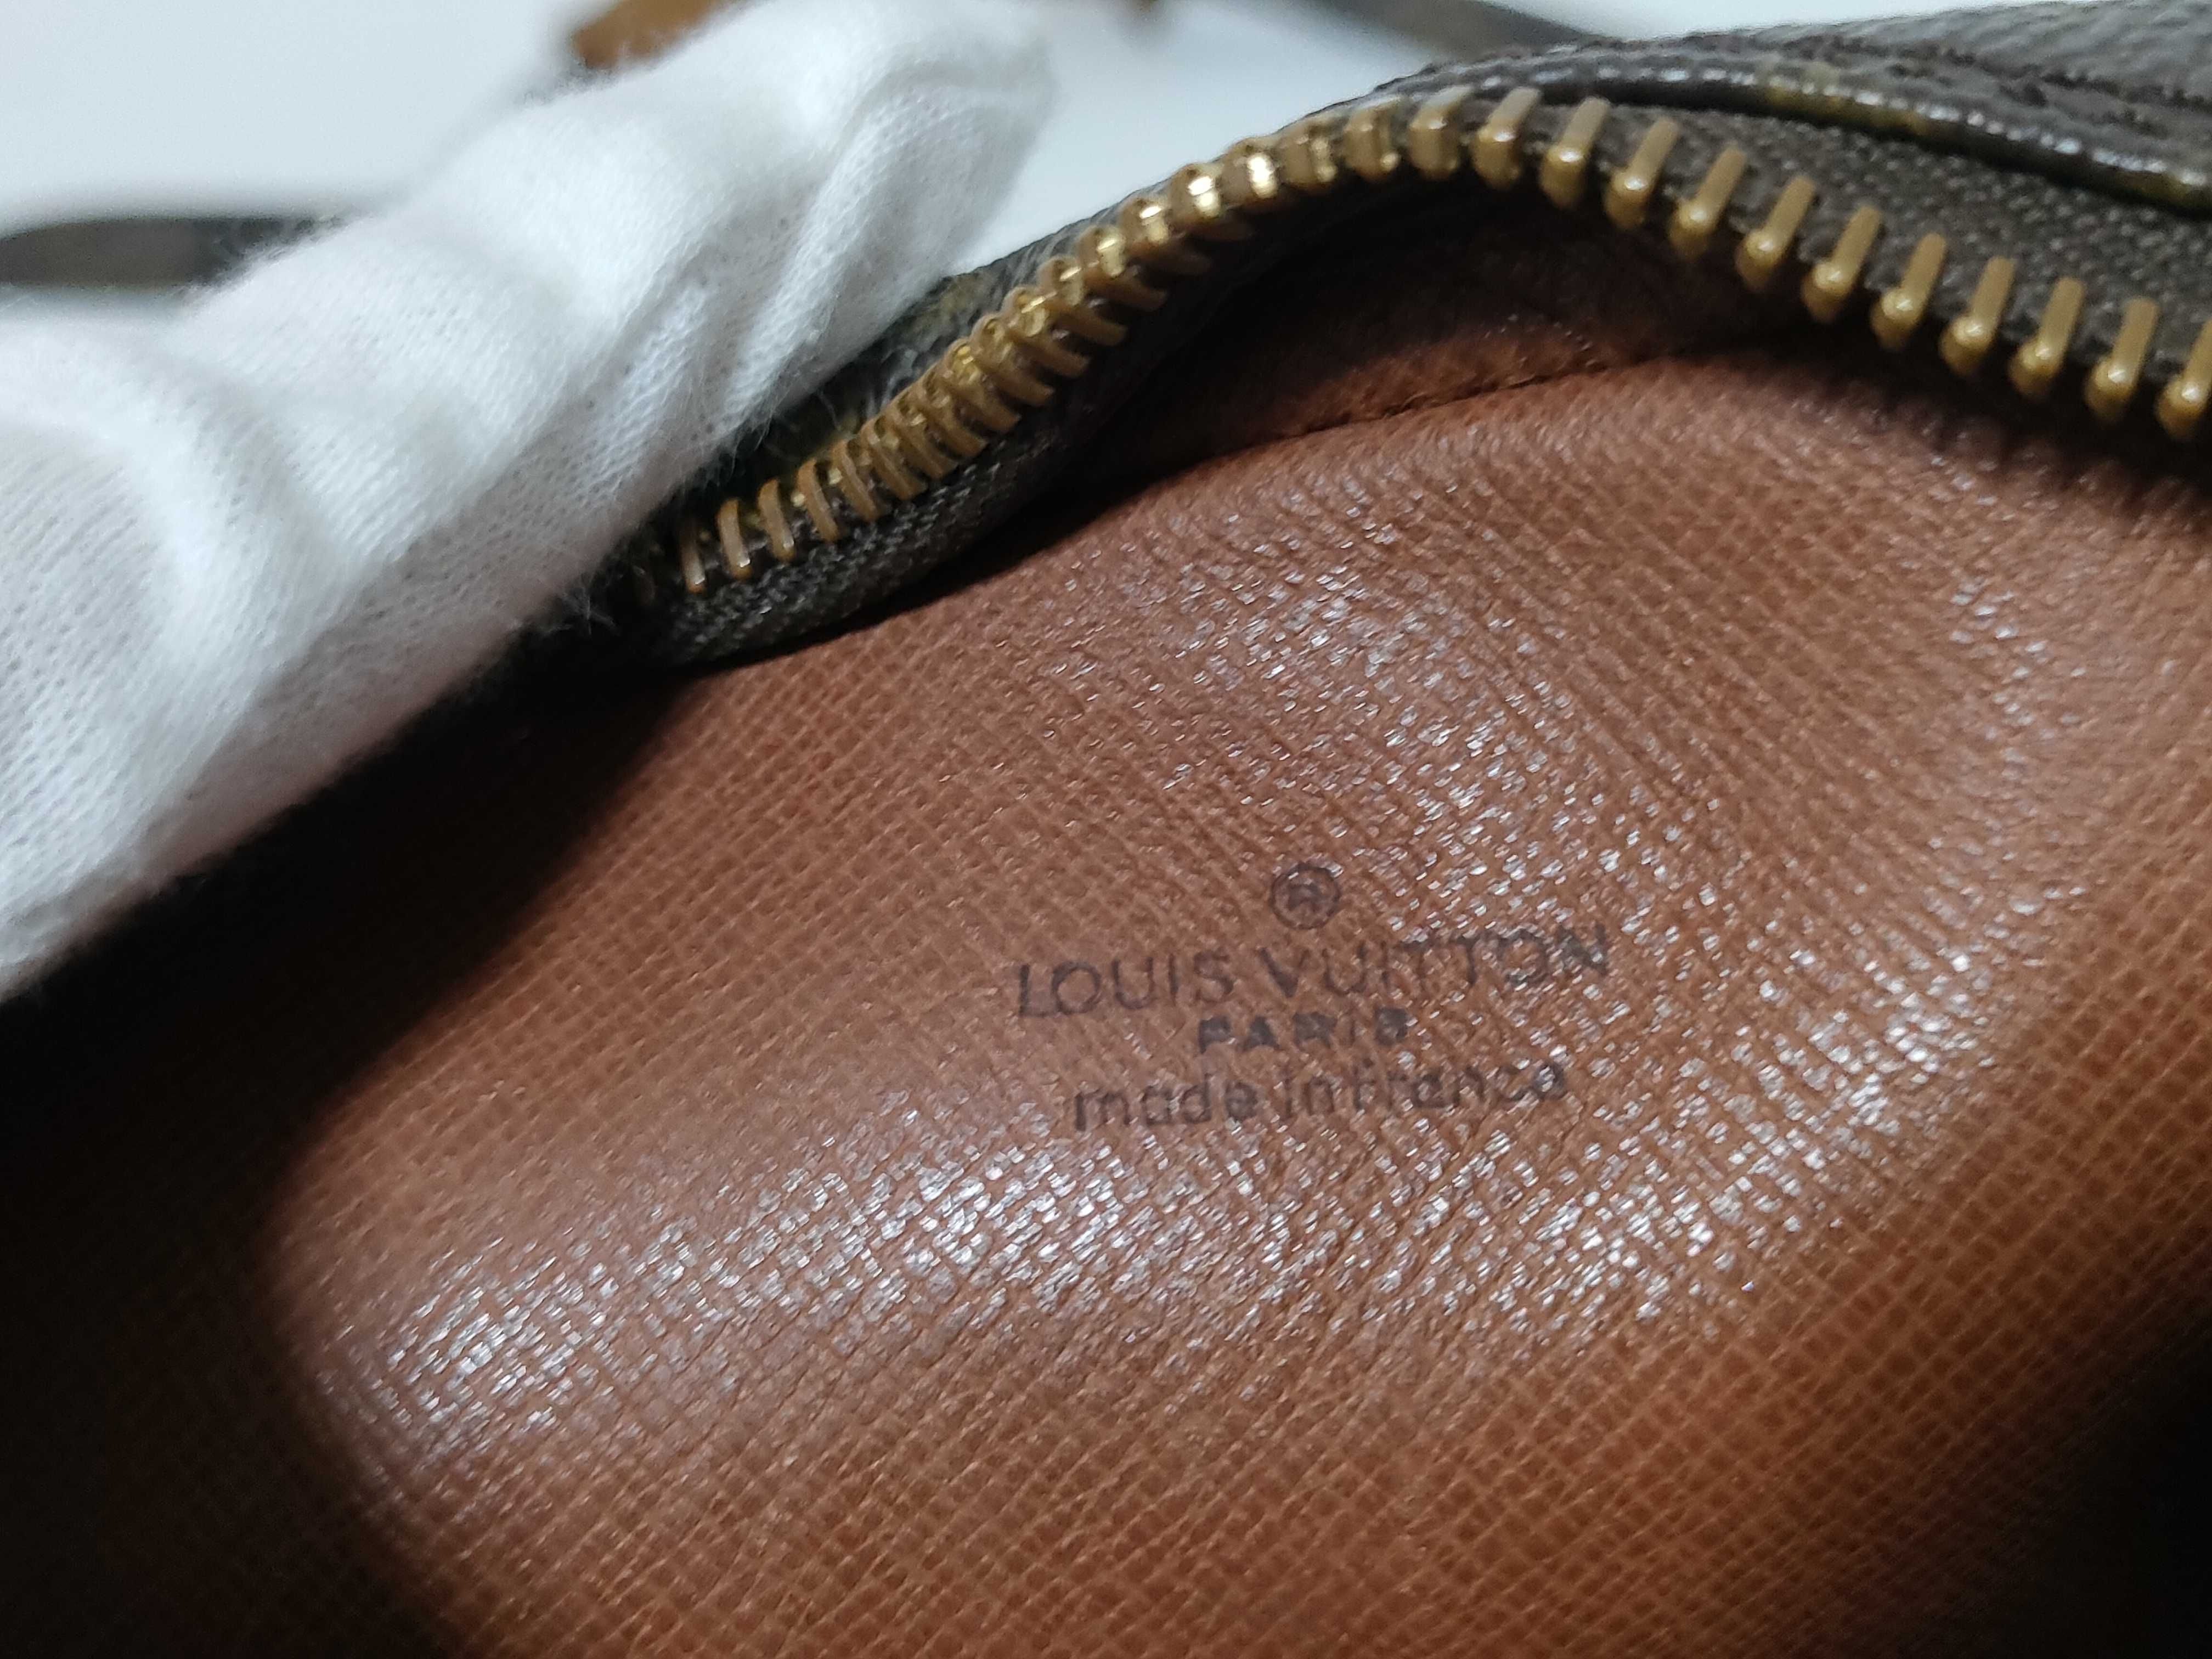 ®
LOUIS VUITTON
PARIS
made in France